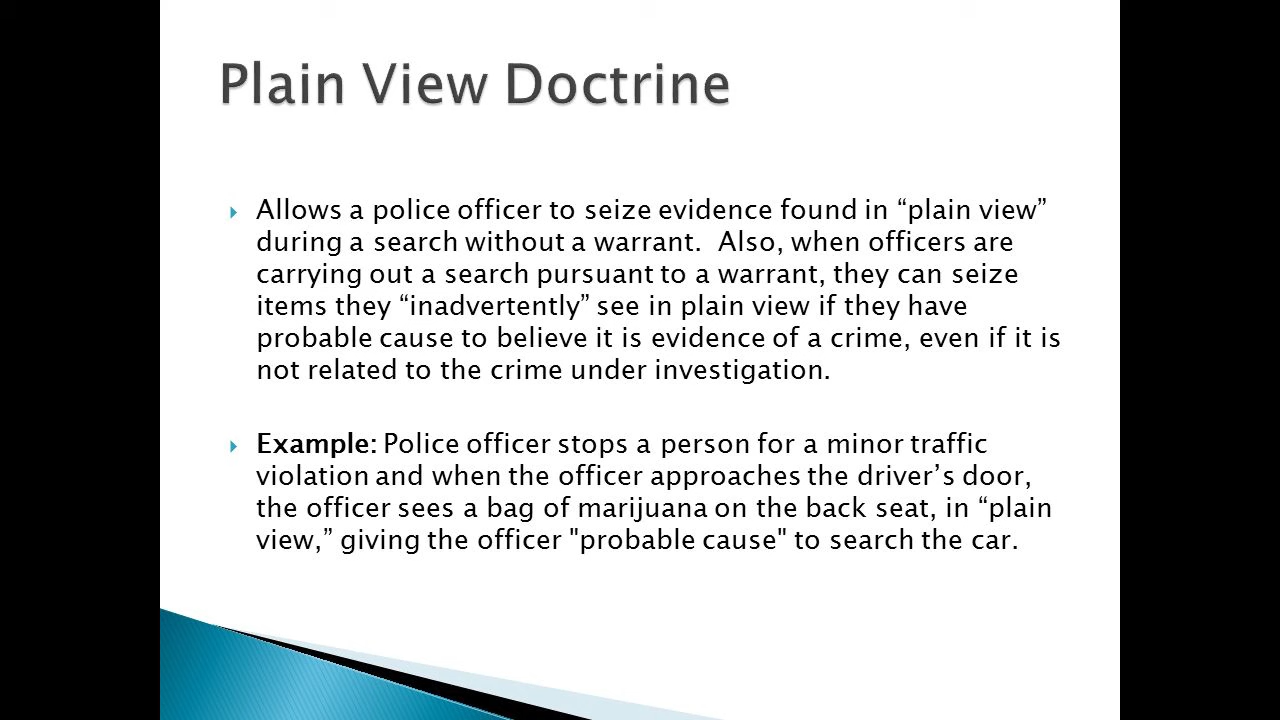 Plain View Doctrine
Allows a police officer to seize evidence found in “plain view”
during a search without a warrant.  Also, when officers are
carrying out a search pursuant to a warrant, they can seize
items they “inadvertently” see in plain view if they have
probable cause to believe it is evidence of a crime, even if it is
not related to the crime under investigation.
Example: Police officer stops a person for a minor traffic
violation and when the officer approaches the driver’s door,
the officer sees a bag of marijuana on the back seat, in “plain
view,” giving the officer "probable cause" to search the car.